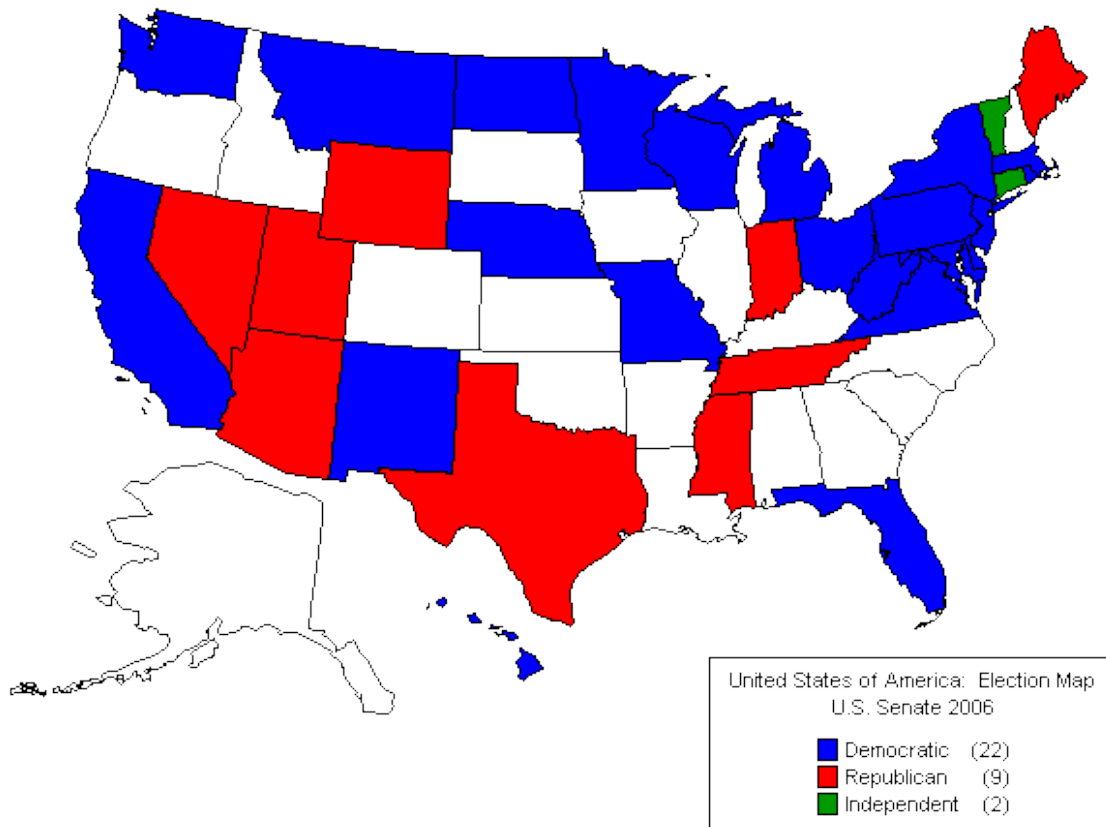 United States of America: Election Map
U.S. Senate 2006
Democratic (22)
Republican (9)
Independent (2)